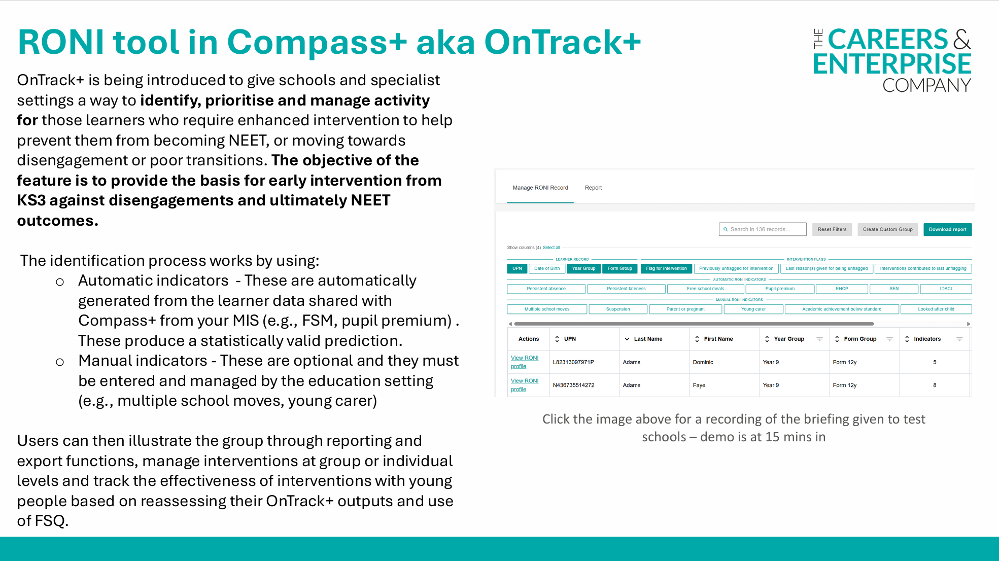 RONI tool in Compass+ aka OnTrack+
THE CAREERS &
ENTERPRISE
COMPANY
OnTrack+ is being introduced to give schools and specialist
settings a way to identify, prioritise and manage activity
for those learners who require enhanced intervention to help
prevent them from becoming NEET, or moving towards
disengagement or poor transitions. The objective of the
feature is to provide the basis for early intervention from
KS3 against disengagements and ultimately NEET
outcomes.
The identification process works by using:
o Automatic indicators - These are automatically
generated from the learner data shared with
Compass+ from your MIS (e.g., FSM, pupil premium) .
These produce a statistically valid prediction.
o Manual indicators - These are optional and they must
be entered and managed by the education setting
(e.g., multiple school moves, young carer)
Users can then illustrate the group through reporting and
export functions, manage interventions at group or individual
levels and track the effectiveness of interventions with young
people based on reassessing their OnTrack+ outputs and use
of FSQ.
Manage RONI Record Report
Search in 136 records... Reset Filters Create Custom Group Download report
Show columns (4) Select all
LEARNER RECORD INTERVENTION FLAGS
UPN Date of Birth Year Group Form Group Flag for intervention Previously unflagged for intervention Last reason(s) given for being unflagged Interventions contributed to last unflagging
AUTOMATIC RONI INDICATORS
Persistent absence Persistent lateness Free school meals Pupil premium EHCP SEN IDACI
MANUAL RONI INDICATORS
Multiple school moves Suspension Parent or pregnant Young carer Academic achievement below standard Looked after child
Actions UPN Last Name First Name Year Group Form Group Indicators
View RONI
profile L82313097971P Adams Dominic Year 9 Form 12y 5
View RONI
profile N436735514272 Adams Faye Year 9 Form 12y 8
Click the image above for a recording of the briefing given to test
schools – demo is at 15 mins in